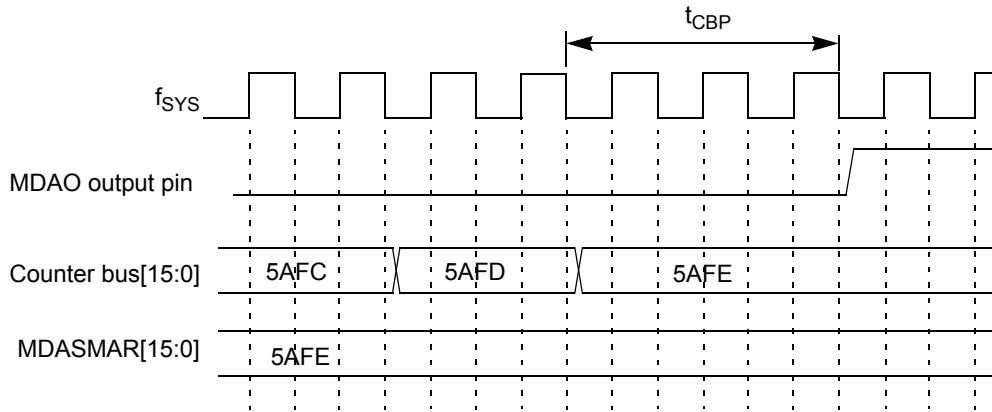 tCBP
fSYS
MDAO output pin
Counter bus[15:0] 5AFC 5AFD 5AFE
MDASMAR[15:0] 5AFE